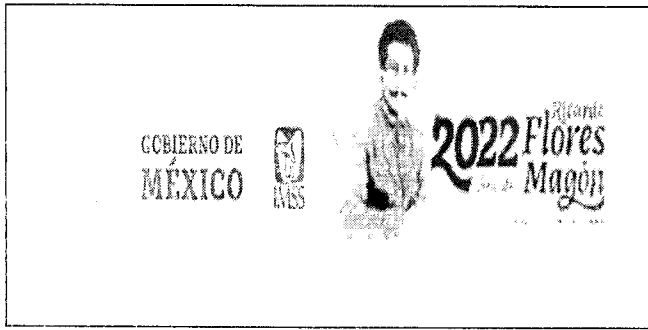 GOBIERNO DE
MÉXICO
IMSS
2022 Ricardo
Flores
Magón